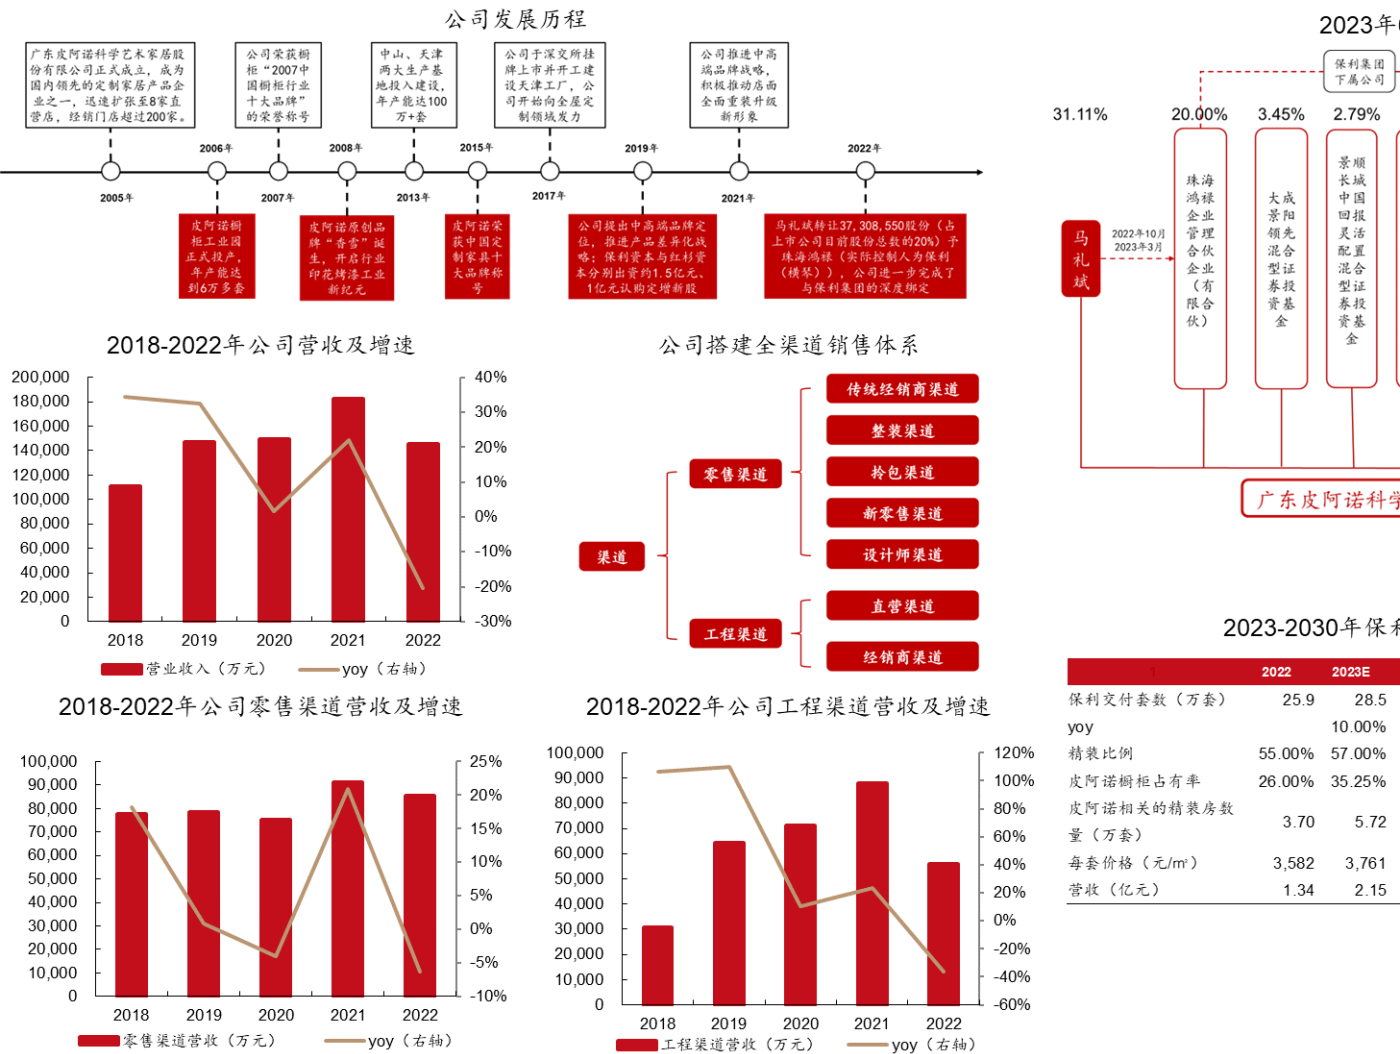 公司发展历程
广东皮阿诺科学艺术家居股
份有限公司正式成立，成为
国内领先的定制家居产品企
业之一，迅速扩张至8家直
营店，经销门店超过200家。
公司荣获橱
柜“2007中
国橱柜行业
十大品牌”
的荣誉称号
中山、天津
两大生产基
地投入建设，
年产能达100
万+套
公司于深交所挂
牌上市并开工建
设天津工厂，公
司开始向全屋定
制领域发力
公司推进中高
端品牌战略，
积极推动店面
全面重装升级
新形象
2006年
2008年
2015年
2019年
2022年
2005年
2007年
2013年
2017年
2021年
皮阿诺橱
柜工业园
正式投产，
年产能达
到6万多套
皮阿诺原创品
牌“香雪”诞
生，开启行业
印花烤漆工业
新纪元
皮阿诺荣
获中国定
制家具十
大品牌称
号
公司提出中高端品牌定
位，推进产品差异化战
略；保利资本与红杉资
本分别出资约1.5亿元、
1亿元认购定增新股
马礼斌转让37,308,550股份（占
上市公司目前股份总数的20%）予
珠海鸿禄（实际控制人为保利
（横琴）），公司进一步完成了
与保利集团的深度绑定
2018-2022年公司营收及增速
200,000
180,000
160,000
140,000
120,000
100,000
80,000
60,000
40,000
20,000
0
40%
30%
20%
10%
0%
-10%
-20%
-30%
2018 2019 2020 2021 2022
营业收入（万元） yoy（右轴）
公司搭建全渠道销售体系
渠道
零售渠道
工程渠道
传统经销商渠道
整装渠道
拎包渠道
新零售渠道
设计师渠道
直营渠道
经销商渠道
2018-2022年公司零售渠道营收及增速
100,000
90,000
80,000
70,000
60,000
50,000
40,000
30,000
20,000
10,000
0
25%
20%
15%
10%
5%
0%
-5%
-10%
2018 2019 2020 2021 2022
零售渠道营收（万元） yoy（右轴）
2018-2022年公司工程渠道营收及增速
100,000
90,000
80,000
70,000
60,000
50,000
40,000
30,000
20,000
10,000
0
120%
100%
80%
60%
40%
20%
0%
-20%
-40%
-60%
2018 2019 2020 2021 2022
工程渠道营收（万元） yoy（右轴）
2023年
保利集团
下属公司
31.11% 20.00% 3.45% 2.79%
马礼斌
2022年10月
2023年3月
珠海
鸿禄
企业
管理
合伙
企业
（有
限合
伙）
大成
景阳
领先
混合
型证
券投
资基
金
景顺
长城
中国
回报
灵活
配置
混合
型证
券投
资基
金
广东皮阿诺科学
2023-2030年保利
1 2022 2023E
保利交付套数（万套） 25.9 28.5
yoy 10.00%
精装比例 55.00% 57.00%
皮阿诺橱柜占有率 26.00% 35.25%
皮阿诺相关的精装房数
量（万套） 3.70 5.72
每套价格（元/㎡） 3,582 3,761
营收（亿元） 1.34 2.15